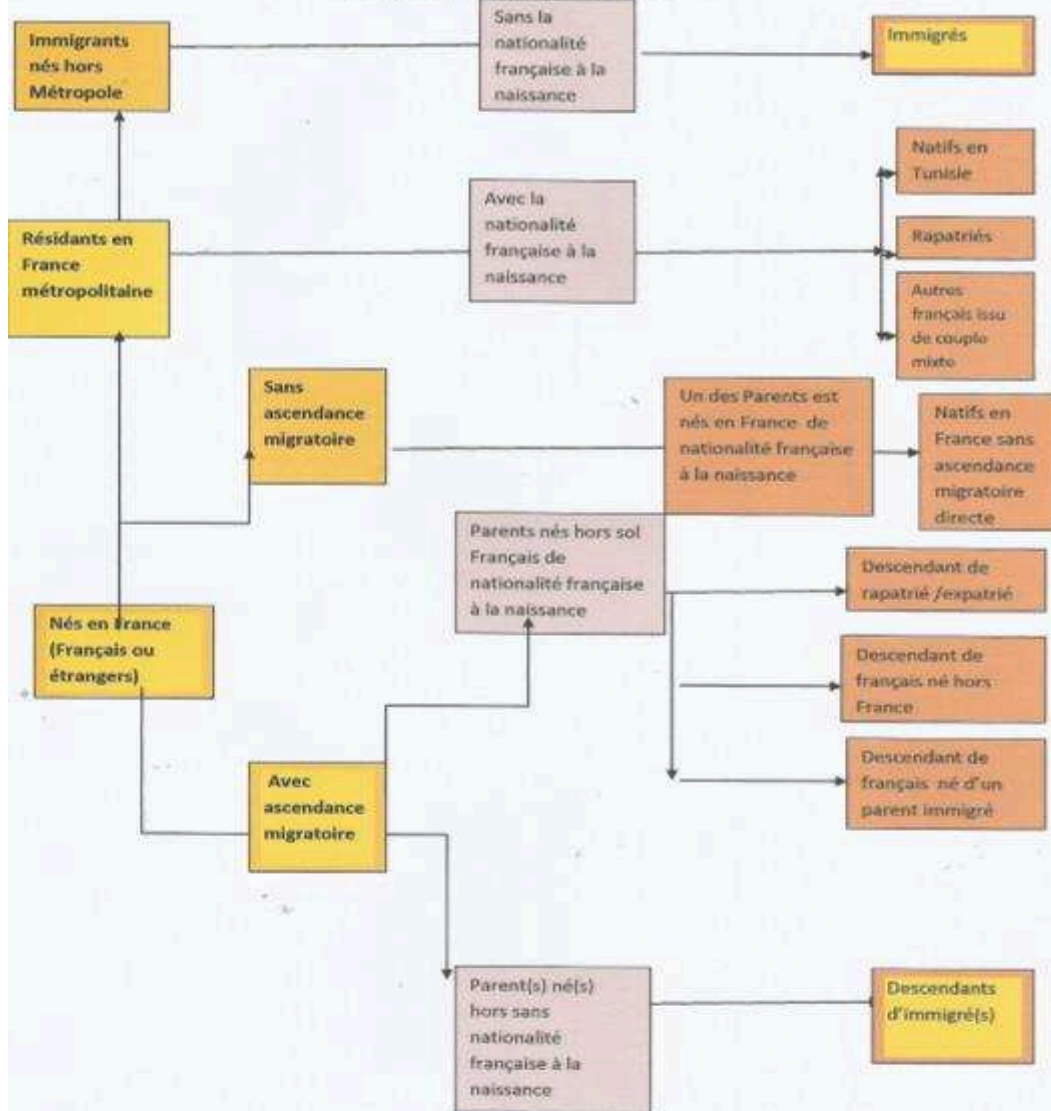 Immigrants
nés hors
Métropole
Sans la
nationalité
française à la
naissance
Immigrés
Natifs en
Tunisie
Résidants en
France
métropolitaine
Avec la
nationalité
française à la
naissance
Rapatriés
Autres
français issu
de couple
mixte
Sans
ascendance
migratoire
Un des Parents est
nés en France de
nationalité française
à la naissance
Natifs en
France sans
ascendance
migratoire
directe
Parents nés hors sol
Français de
nationalité française
à la naissance
Descendant de
rapatrié /expatrié
Nés en France
(Français ou
étrangers)
Descendant de
français né hors
France
Avec
ascendance
migratoire
Descendant de
français né d'un
parent immigré
Parent(s) né(s)
hors sans
nationalité
française à la
naissance
Descendants
d'immigré(s)